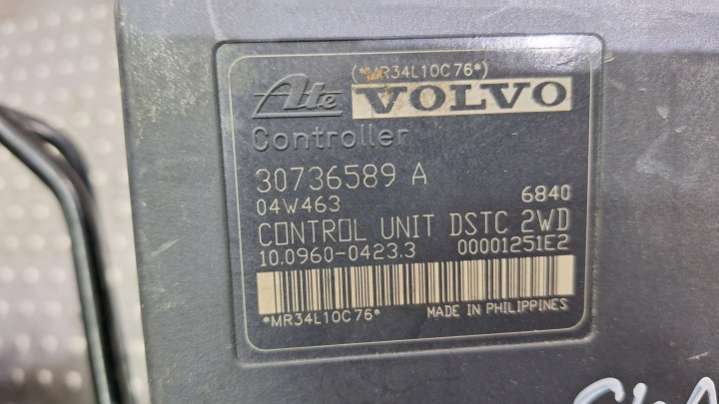 (*MR34L10C76*)
Ate VOLVO
Controller
30736589 A
04W463 6840
CONTROL UNIT DSTC 2WD
10.0960-0423.3 00001251E2
*MR34L10C76* MADE IN PHILIPPINES